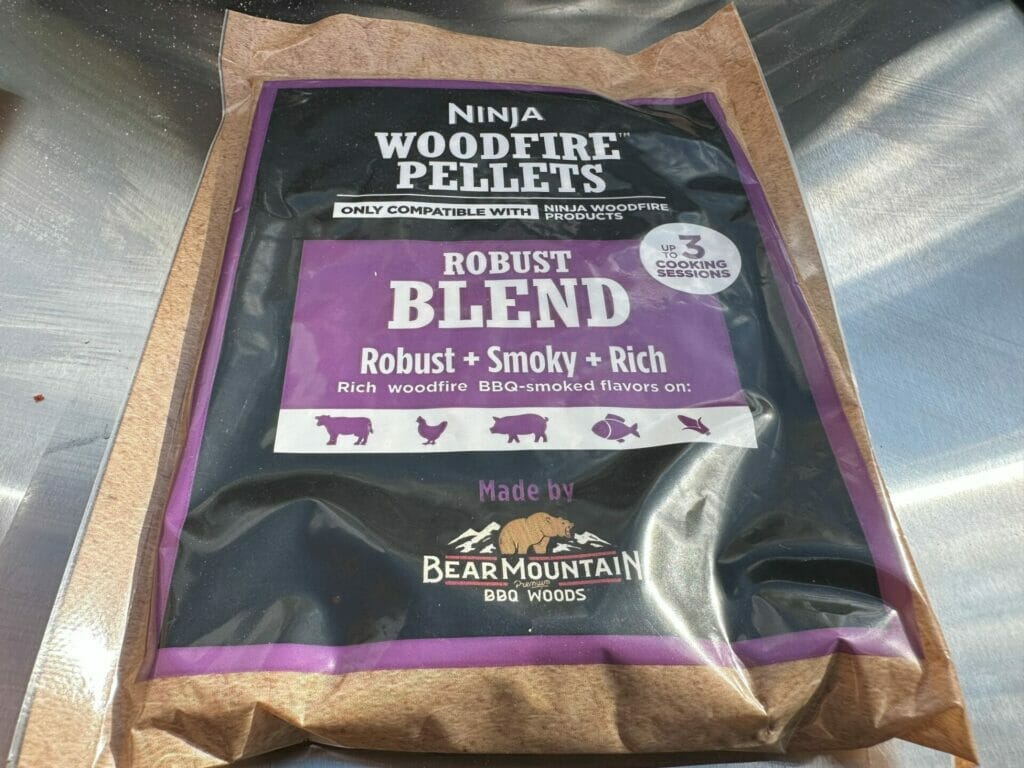 NINJA
WOODFIRE™
PELLETS
ONLY COMPATIBLE WITH NINJA WOODFIRE
PRODUCTS
UP TO 3
COOKING
SESSIONS
ROBUST
BLEND
Robust + Smoky + Rich
Rich woodfire BBQ-smoked flavors on:
Made by
BEAR MOUNTAIN
Premium
BBQ WOODS